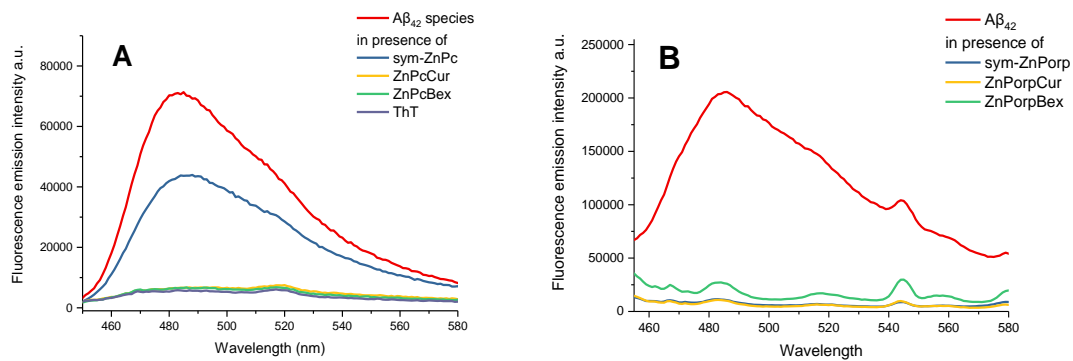 A
Aβ₄₂ species
in presence of
sym-ZnPc
ZnPcCur
ZnPcBex
ThT
Fluorescence emission intensity a.u.
80000
60000
40000
20000
0
460 480 500 520 540 560 580
Wavelength (nm)
B
Aβ₄₂
in presence of
sym-ZnPorp
ZnPorpCur
ZnPorpBex
Fluorescence emission intensity a.u.
250000
200000
150000
100000
50000
0
460 480 500 520 540 560 580
Wavelength